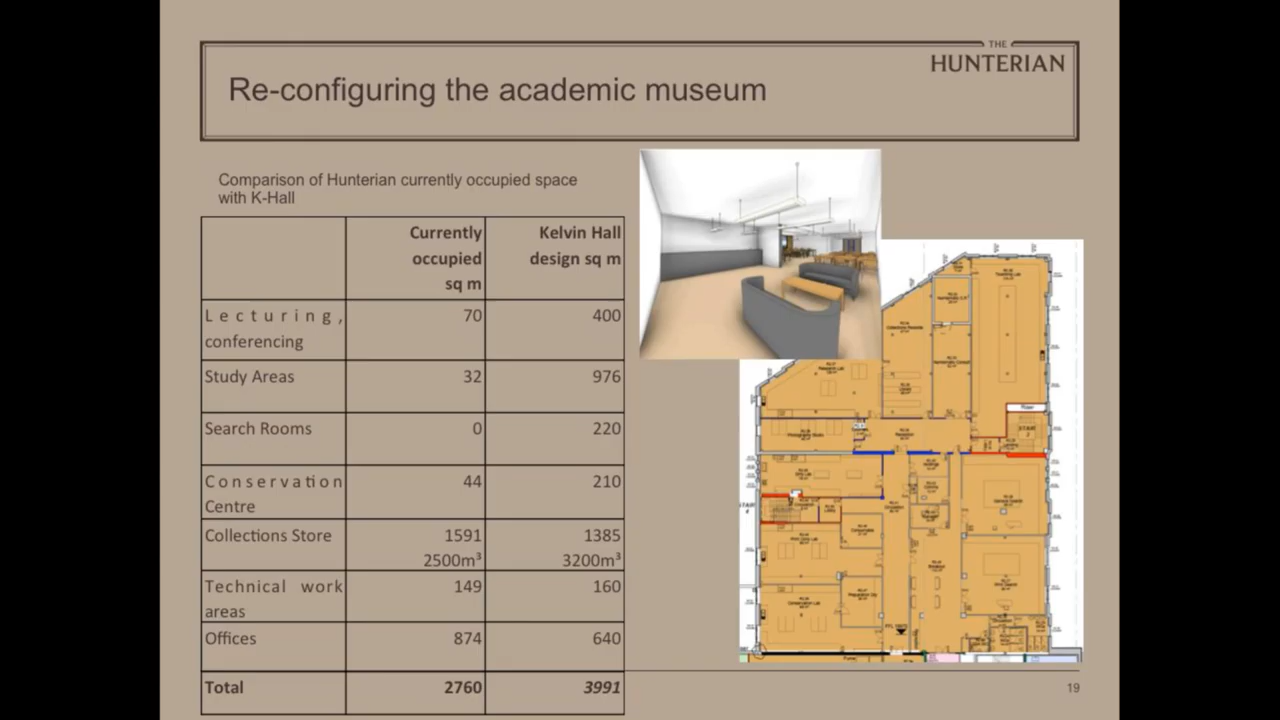 THE
HUNTERIAN
Re-configuring the academic museum
Comparison of Hunterian currently occupied space
with K-Hall
Currently occupied sq m
Kelvin Hall design sq m
Lecturing, conferencing 70 400
Study Areas 32 976
Search Rooms 0 220
Conservation Centre 44 210
Collections Store 1591 2500m³ 1385 3200m³
Technical work areas 149 160
Offices 874 640
Total 2760 3991
19